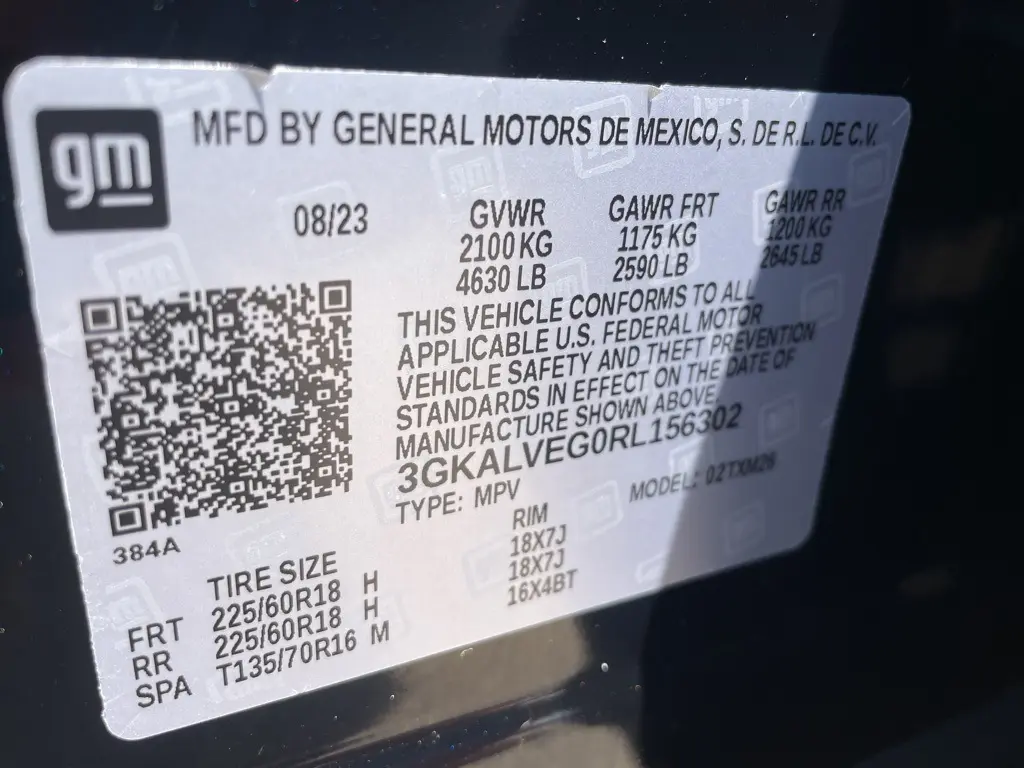 gm
MFD BY GENERAL MOTORS DE MEXICO, S. DE R.L. DE C.V.
08/23
GVWR GAWR FRT GAWR RR
2100 KG 1175 KG 1200 KG
4630 LB 2590 LB 2645 LB
THIS VEHICLE CONFORMS TO ALL
APPLICABLE U.S. FEDERAL MOTOR
VEHICLE SAFETY AND THEFT PREVENTION
STANDARDS IN EFFECT ON THE DATE OF
MANUFACTURE SHOWN ABOVE.
3GKALVEG0RL156302
TYPE: MPV MODEL: 02TXM26
384A
TIRE SIZE RIM
FRT 225/60R18 H 18X7J
RR 225/60R18 H 18X7J
SPA T135/70R16 M 16X4BT